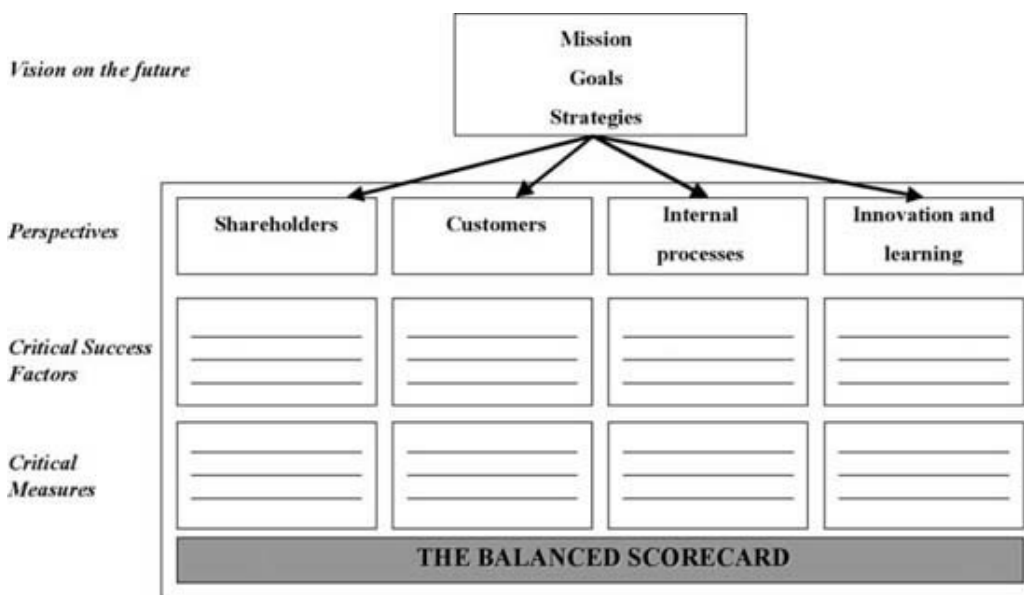 Vision on the future
Mission
Goals
Strategies
Perspectives
Shareholders
Customers
Internal
processes
Innovation and
learning
Critical Success
Factors
Critical
Measures
THE BALANCED SCORECARD